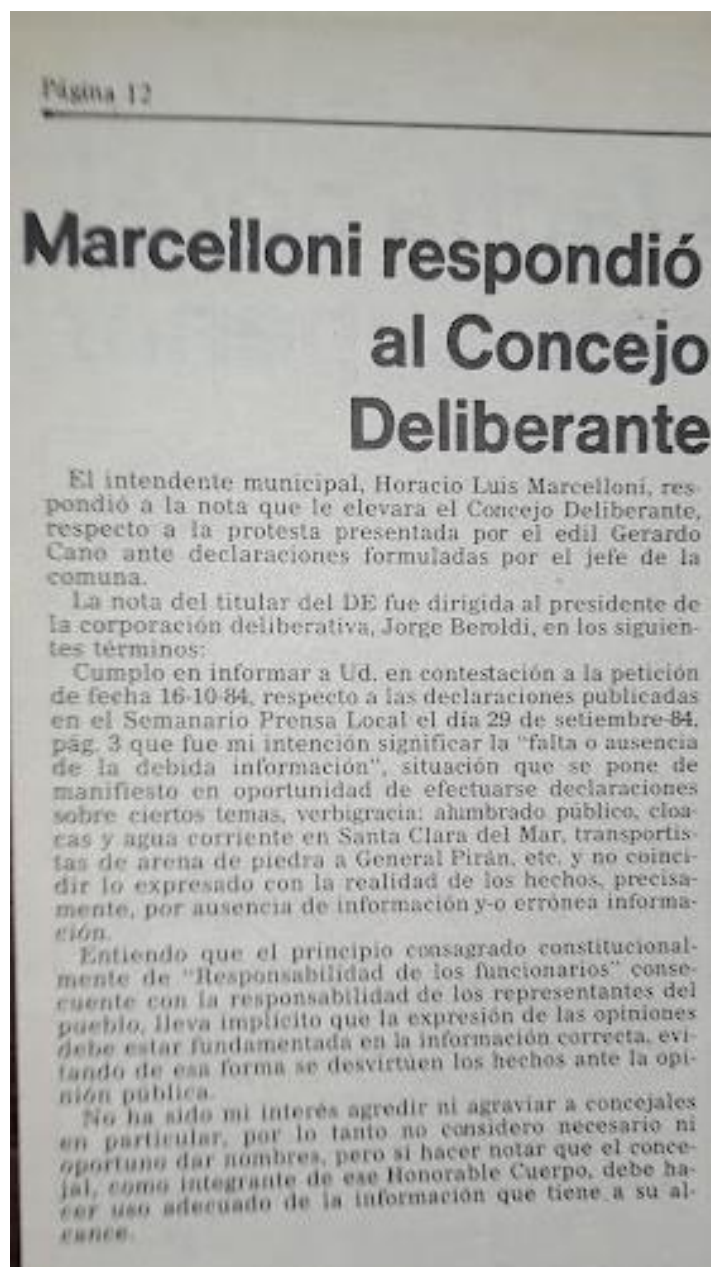 Página 12
Marcelloni respondió
al Concejo
Deliberante
El intendente municipal, Horacio Luis Marcelloni, res-
pondió a la nota que le elevara el Concejo Deliberante,
respecto a la protesta presentada por el edil Gerardo
Cano ante declaraciones formuladas por el jefe de la
comuna.
La nota del titular del DE fue dirigida al presidente de
la corporación deliberativa, Jorge Beroldi, en los siguien-
tes términos:
Cumplo en informar a Ud. en contestación a la petición
de fecha 16-10-84, respecto a las declaraciones publicadas
en el Semanario Prensa Local el día 29 de setiembre-84,
pág. 3 que fue mi intención significar la "falta o ausencia
de la debida información", situación que se pone de
manifiesto en oportunidad de efectuarse declaraciones
sobre ciertos temas, verbigracia: alumbrado público, cloa-
cas y agua corriente en Santa Clara del Mar, transportis-
tas de arena de piedra a General Pirán, etc. y no coinci-
dir lo expresado con la realidad de los hechos, precisa-
mente, por ausencia de información y-o errónea informa-
ción.
Entiendo que el principio consagrado constitucional-
mente de "Responsabilidad de los funcionarios" conse-
cuente con la responsabilidad de los representantes del
pueblo, lleva implícito que la expresión de las opiniones
debe estar fundamentada en la información correcta, evi-
tando de esa forma se desvirtúen los hechos ante la opi-
nión pública.
No ha sido mi interés agredir ni agraviar a concejales
en particular, por lo tanto no considero necesario ni
oportuno dar nombres, pero si hacer notar que el conce-
jal, como integrante de ese Honorable Cuerpo, debe ha-
cer uso adecuado de la información que tiene a su al-
cance.